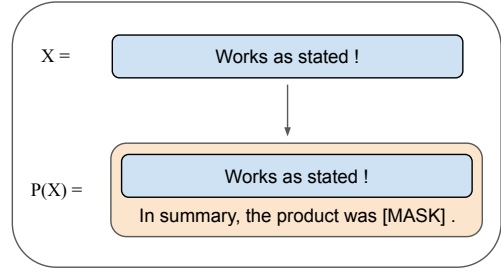 X = Works as stated !
P(X) = Works as stated !
In summary, the product was [MASK] .